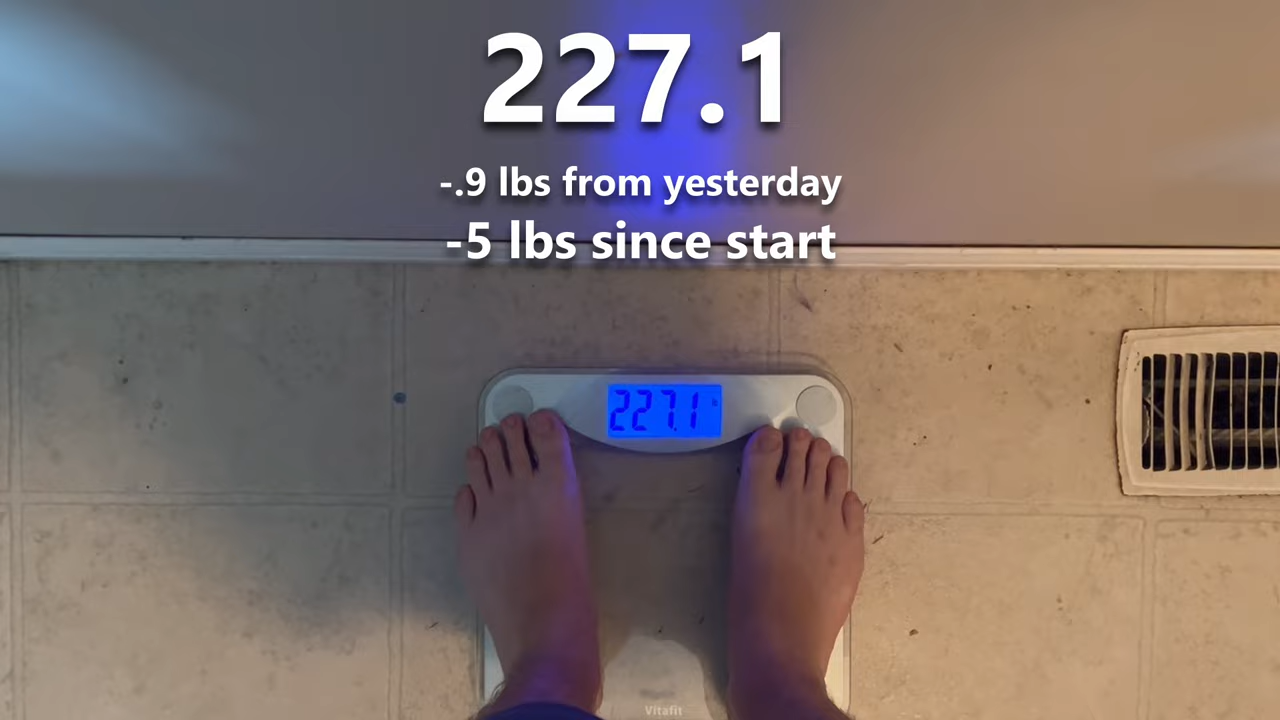 227.1
-.9 lbs from yesterday
-5 lbs since start
227.1
Vitafit